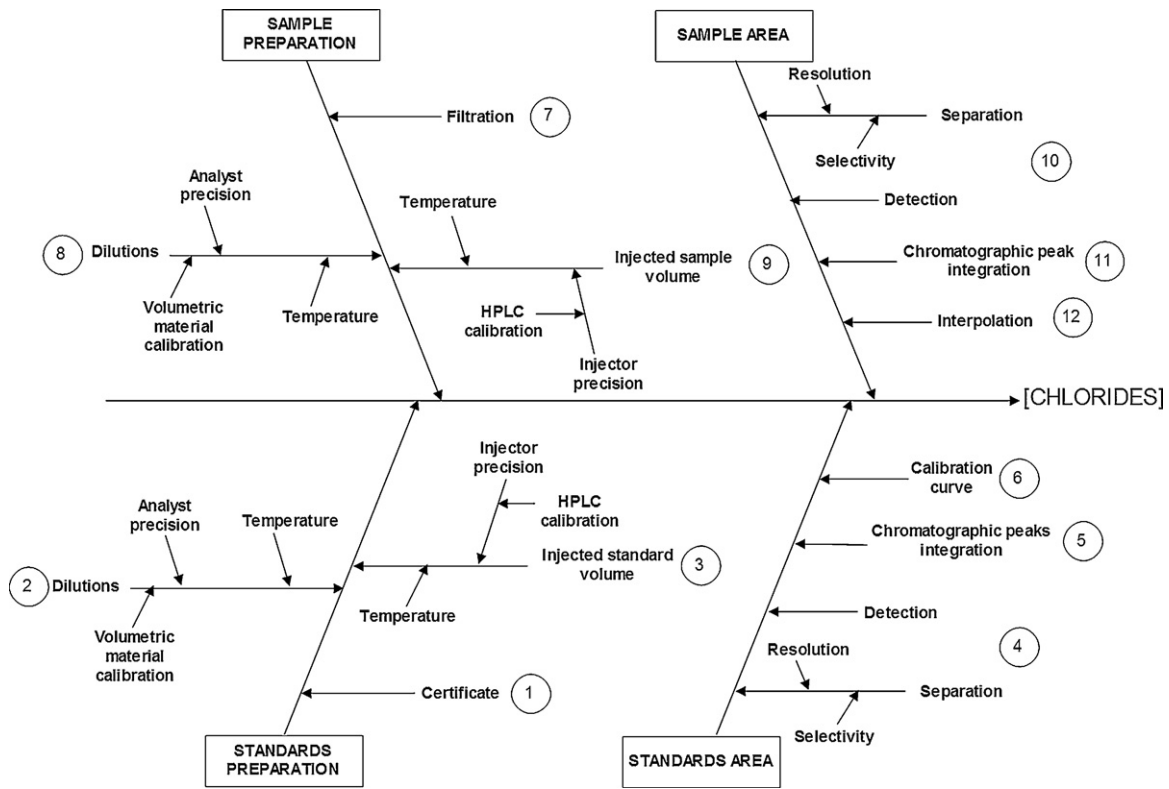 SAMPLE
PREPARATION
SAMPLE AREA
Resolution
Filtration
7
Separation
Selectivity
10
Analyst
precision
Temperature
Detection
8
Dilutions
Injected sample
volume
9
Chromatographic peak
integration
11
Volumetric
material
calibration
Temperature
HPLC
calibration
Interpolation
12
Injector
precision
[CHLORIDES]
Injector
precision
Calibration
curve
6
Analyst
precision
Temperature
HPLC
calibration
Chromatographic peaks
integration
5
2
Dilutions
Injected standard
volume
3
Temperature
Detection
Volumetric
material
calibration
Resolution
4
Certificate
1
Separation
Selectivity
STANDARDS
PREPARATION
STANDARDS AREA